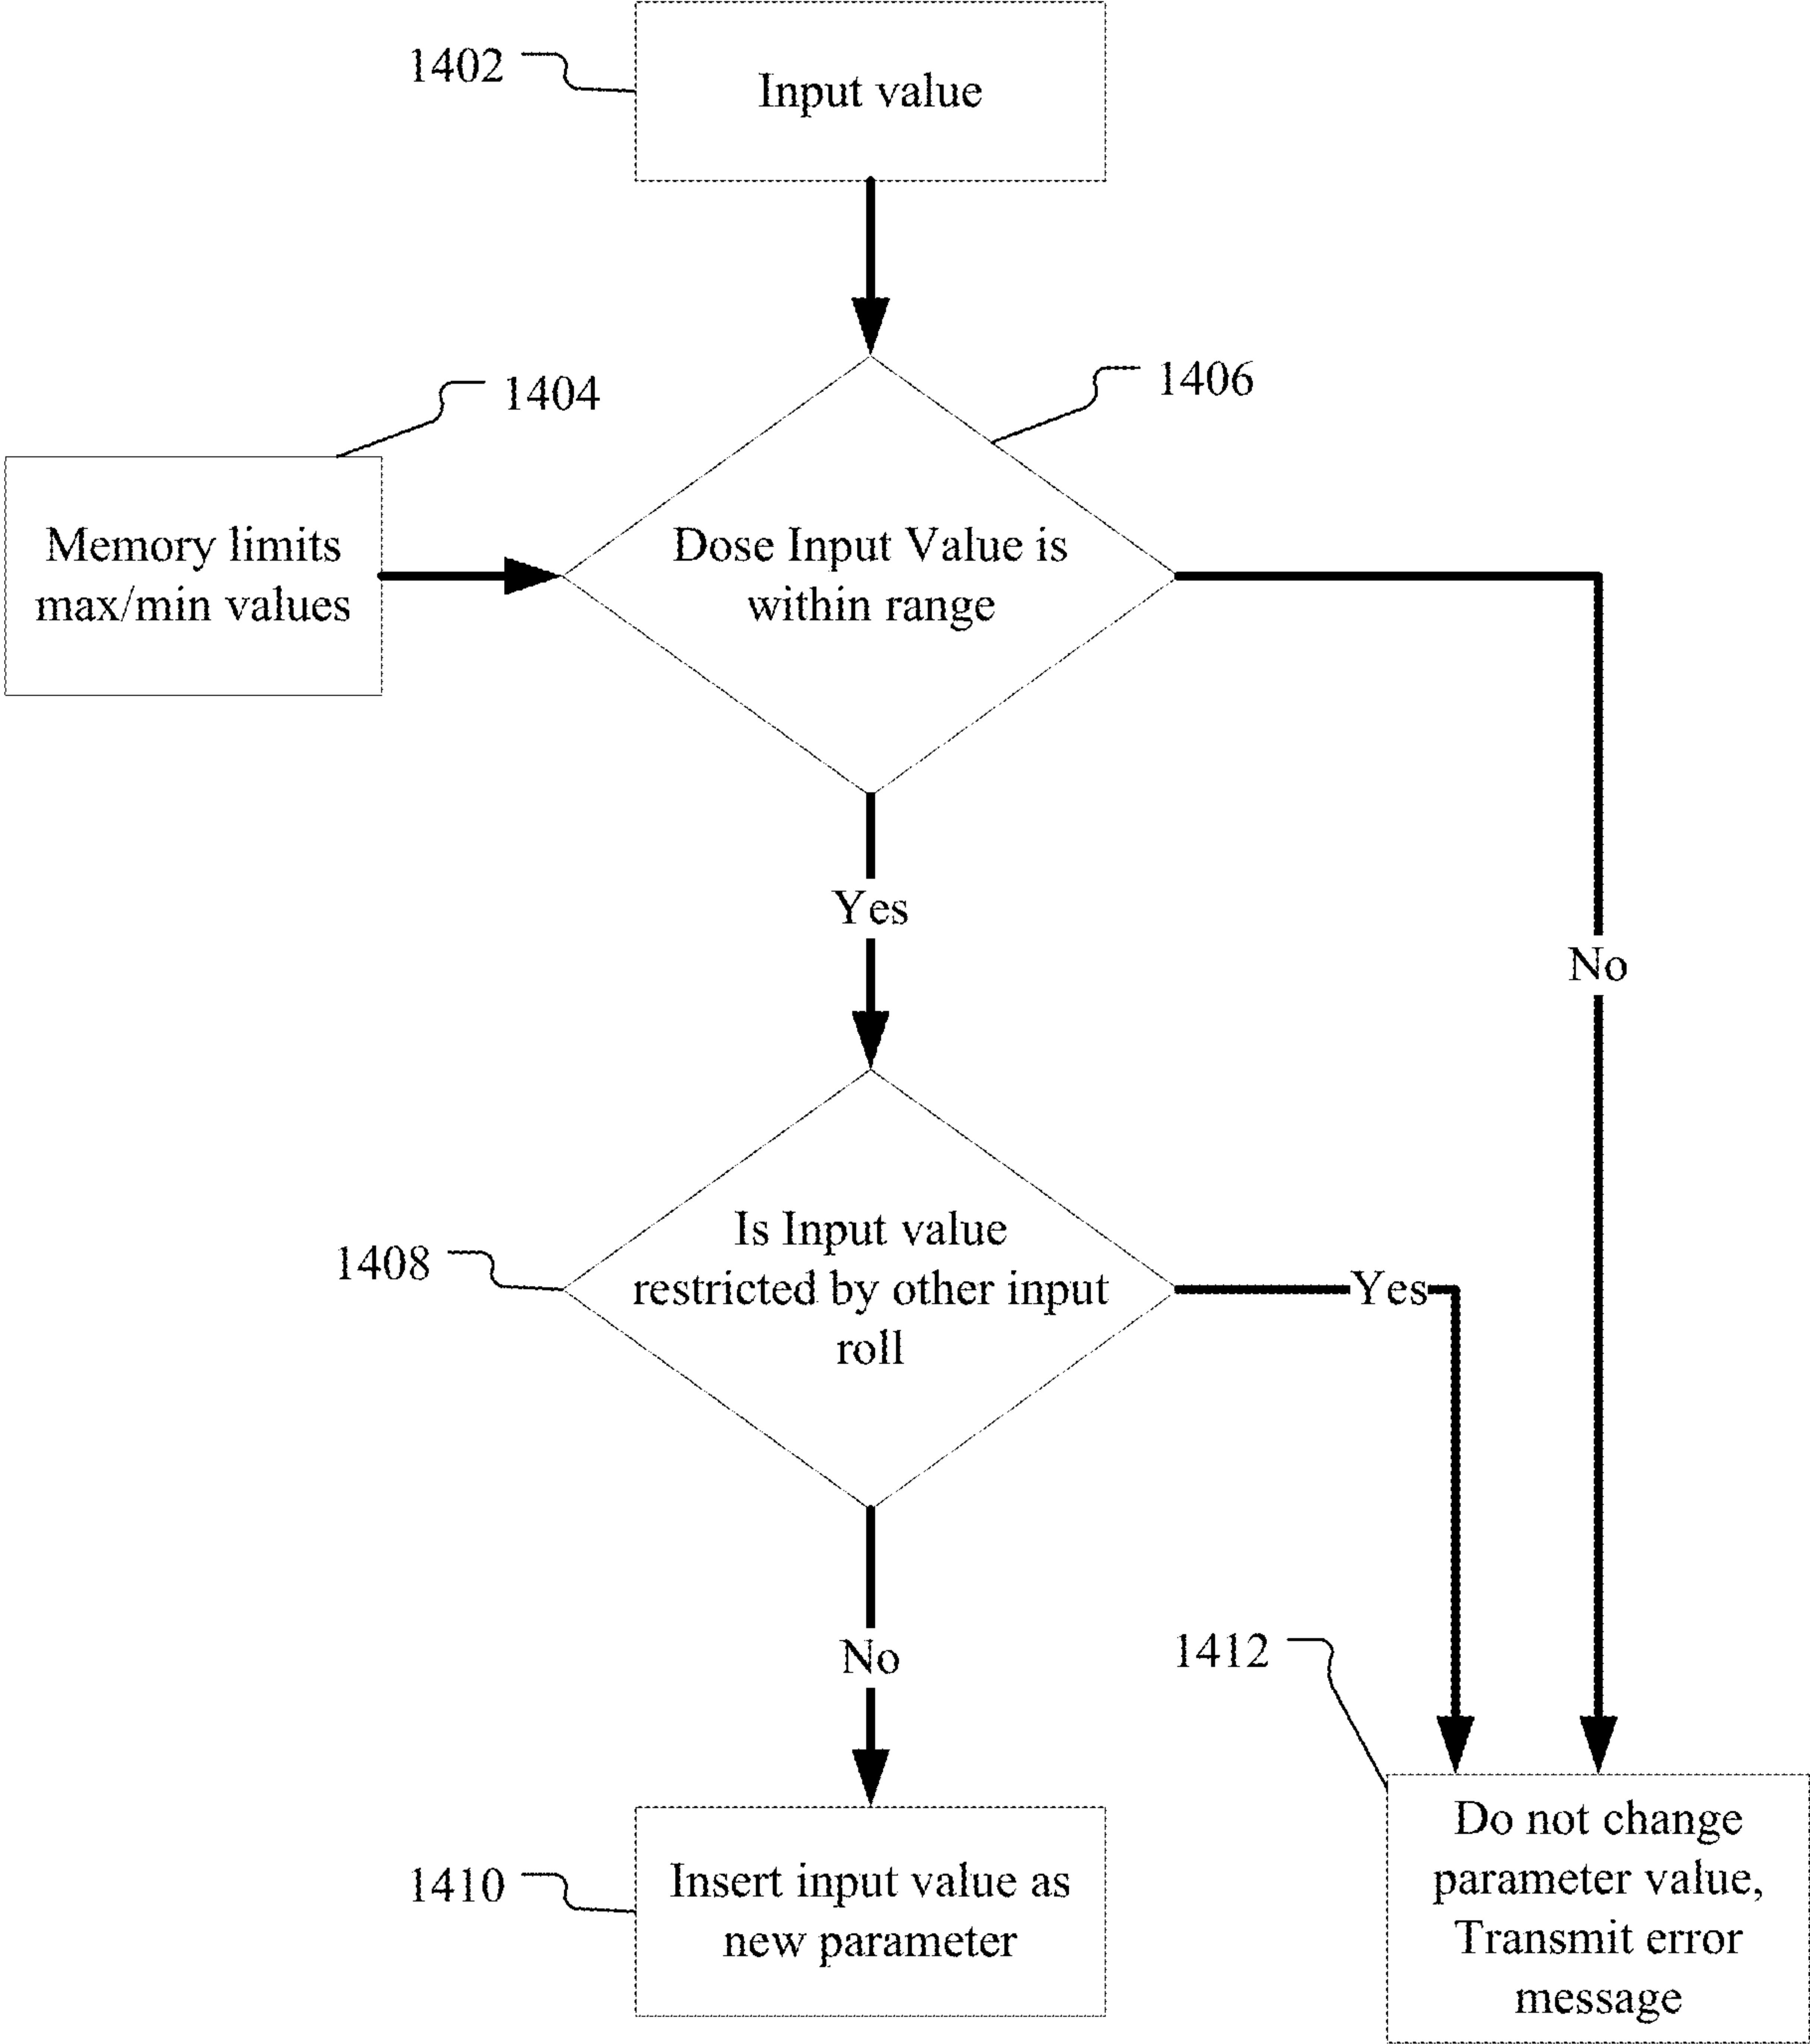 1402
Input value
1404
1406
Memory limits
max/min values
Dose Input Value is
within range
Yes
No
1408
Is Input value
restricted by other input
roll
Yes
No
1412
1410
Insert input value as
new parameter
Do not change
parameter value,
Transmit error
message